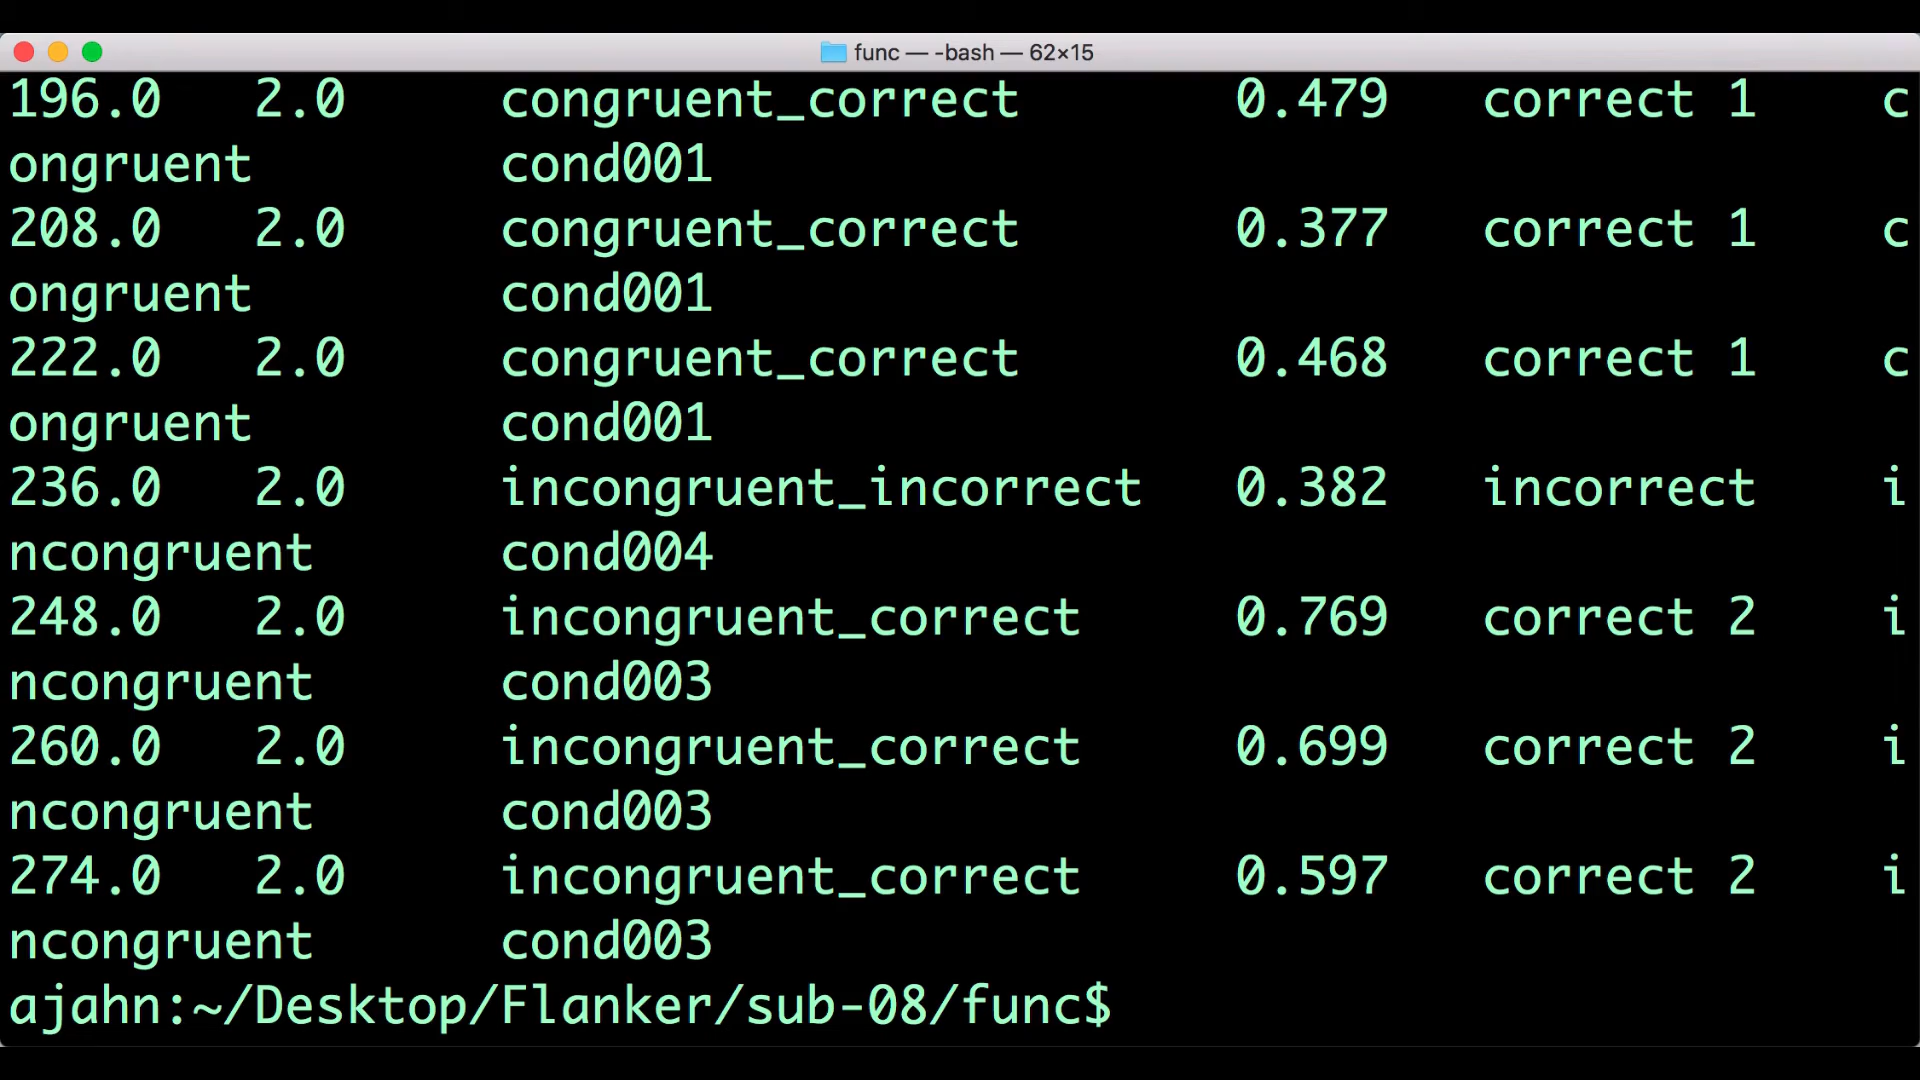 func — -bash — 62×15
196.0 2.0 congruent_correct 0.479 correct 1 c
ongruent cond001
208.0 2.0 congruent_correct 0.377 correct 1 c
ongruent cond001
222.0 2.0 congruent_correct 0.468 correct 1 c
ongruent cond001
236.0 2.0 incongruent_incorrect 0.382 incorrect i
ncongruent cond004
248.0 2.0 incongruent_correct 0.769 correct 2 i
ncongruent cond003
260.0 2.0 incongruent_correct 0.699 correct 2 i
ncongruent cond003
274.0 2.0 incongruent_correct 0.597 correct 2 i
ncongruent cond003
ajahn:~/Desktop/Flanker/sub-08/func$